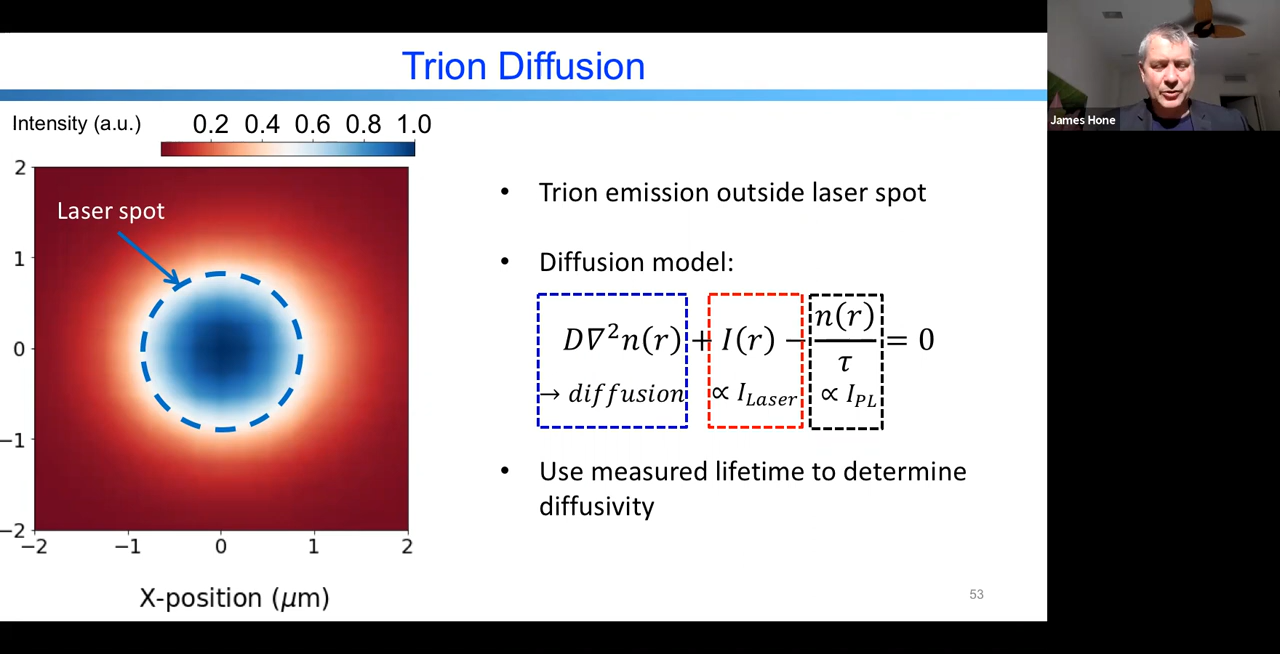 Trion Diffusion
James Hone
Intensity (a.u.)
0.2 0.4 0.6 0.8 1.0
2
1
0
−1
−2
Laser spot
−2 −1 0 1 2
X-position (μm)
• Trion emission outside laser spot
• Diffusion model:
D∇²n(r) + I(r) − n(r)/τ = 0
→ diffusion ∝ I_Laser ∝ I_PL
• Use measured lifetime to determine
diffusivity
53